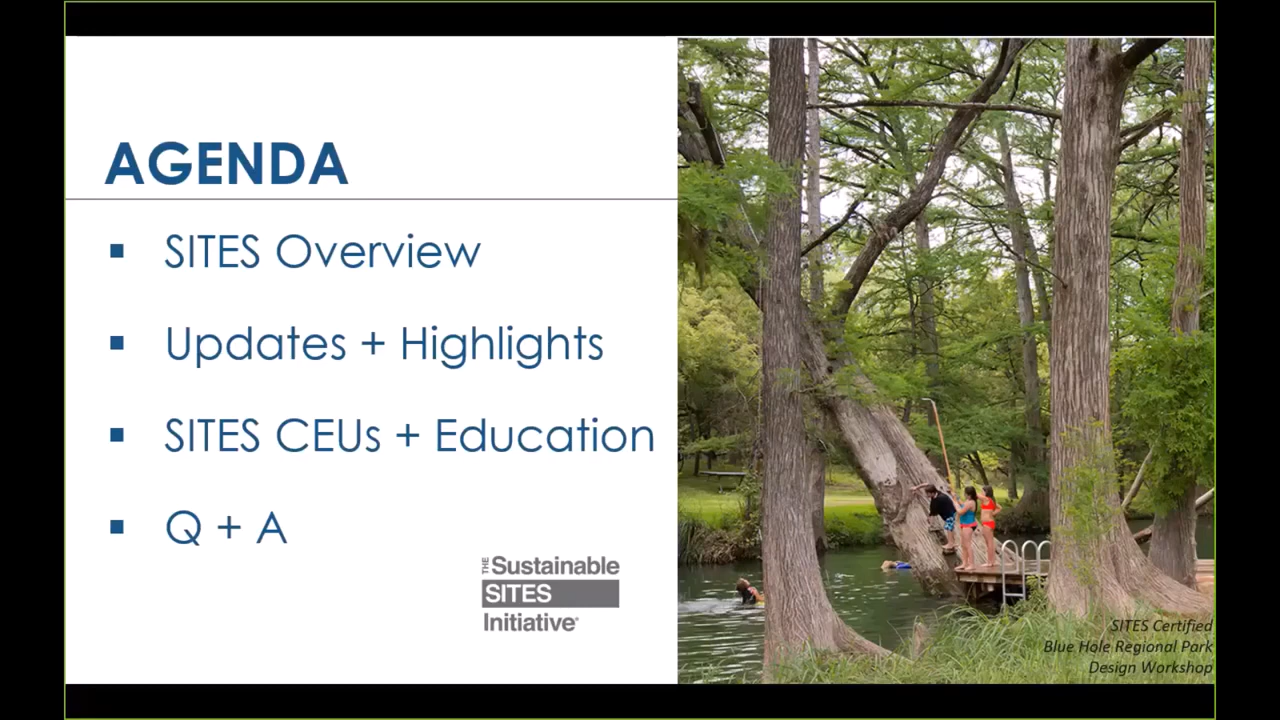 AGENDA
▪ SITES Overview
▪ Updates + Highlights
▪ SITES CEUs + Education
▪ Q + A
THE Sustainable
SITES
Initiative®
SITES Certified
Blue Hole Regional Park
Design Workshop